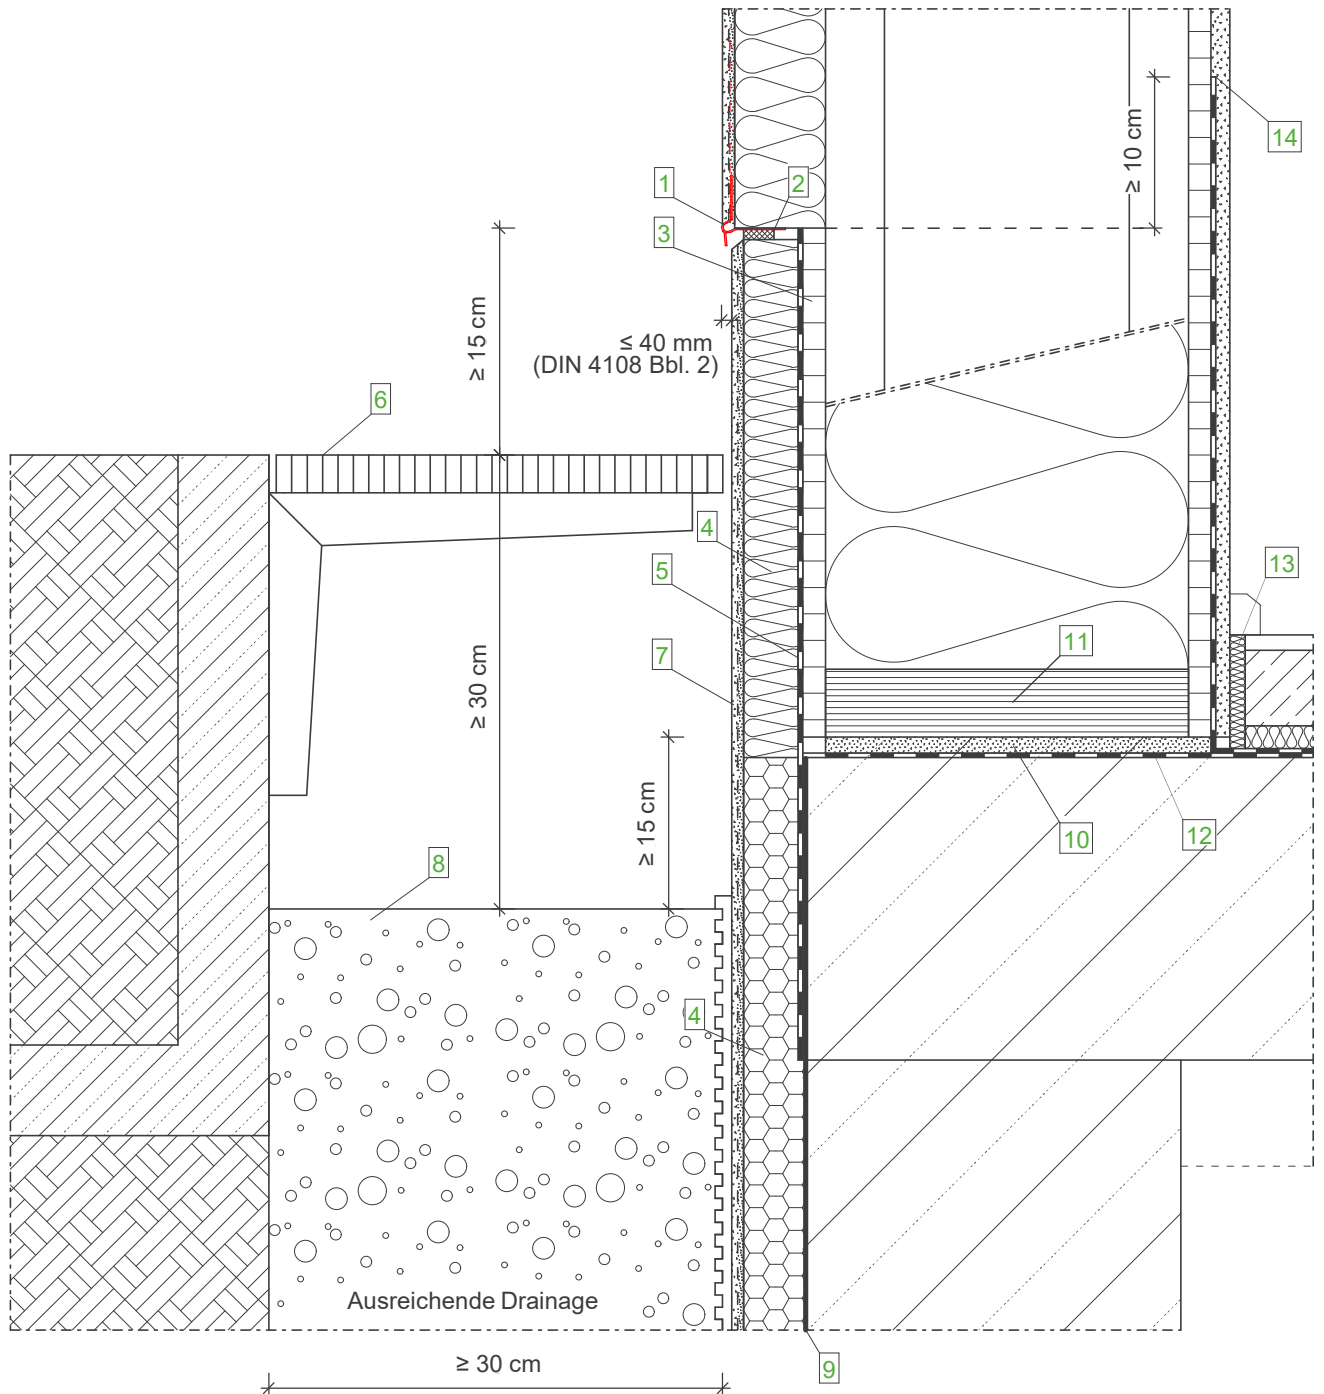 14
≥ 10 cm
1
2
3
≥ 15 cm
≤ 40 mm
(DIN 4108 Bbl. 2)
6
4
5
13
7
11
≥ 30 cm
≥ 15 cm
10
12
8
4
Ausreichende Drainage
≥ 30 cm
9